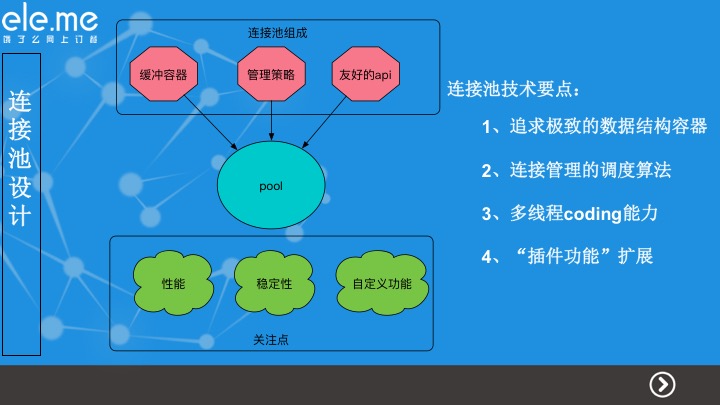 ele.me
饿了么网上订餐
连接池设计
连接池组成
缓冲容器
管理策略
友好的api
pool
性能
稳定性
自定义功能
关注点
连接池技术要点：
1、追求极致的数据结构容器
2、连接管理的调度算法
3、多线程coding能力
4、“插件功能”扩展